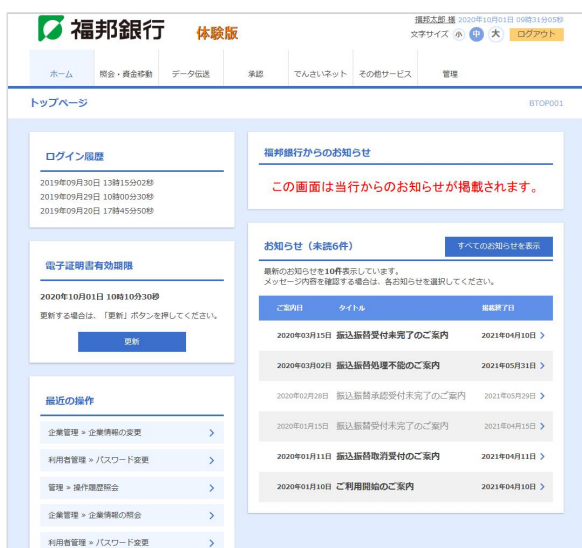 福邦銀行 体験版
福邦太郎 様 2020年10月01日 09時31分05秒
文字サイズ 小 中 大 ログアウト
ホーム 照会・資金移動 データ伝送 承認 でんさいネット その他サービス 管理
トップページ BTOP001
ログイン履歴
2019年09月30日 13時15分02秒
2019年09月29日 10時00分30秒
2019年09月20日 17時45分50秒
電子証明書有効期限
2020年10月01日 10時10分30秒
更新する場合は、「更新」ボタンを押してください。
更新
最近の操作
企業管理 » 企業情報の変更
利用者管理 » パスワード変更
管理 » 操作履歴照会
企業管理 » 企業情報の照会
利用者管理 » パスワード変更
福邦銀行からのお知らせ
この画面は当行からのお知らせが掲載されます。
お知らせ（未読6件） すべてのお知らせを表示
最新のお知らせを10件表示しています。
メッセージ内容を確認する場合は、各お知らせを選択してください。
ご案内日 タイトル 掲載終了日
2020年03月15日 振込振替受付未完了のご案内 2021年04月10日
2020年03月02日 振込振替処理不能のご案内 2021年05月31日
2020年02月28日 振込振替承認受付未完了のご案内 2021年05月29日
2020年01月15日 振込振替受付未完了のご案内 2021年04月15日
2020年01月11日 振込振替取消受付のご案内 2021年04月11日
2020年01月10日 ご利用開始のご案内 2021年04月10日